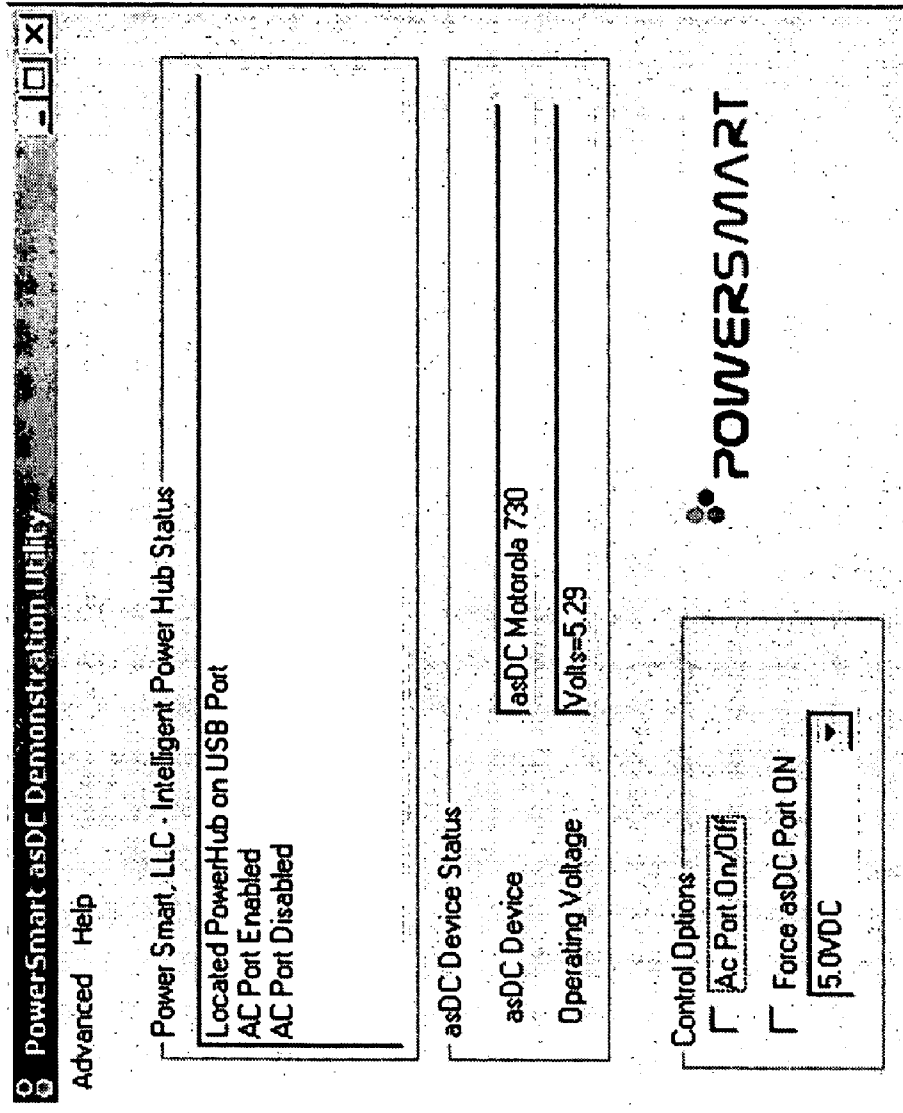 PowerSmart asDC Demonstration Utility
Advanced Help
Power Smart, LLC - Intelligent Power Hub Status
Located PowerHub on USB Port
AC Port Enabled
AC Port Disabled
asDC Device Status
asDC Device asDC Motorola 730
Operating Voltage Volts=5.29
Control Options
Ac Port On/Off
Force asDC Port ON
5.0VDC
POWERSMART